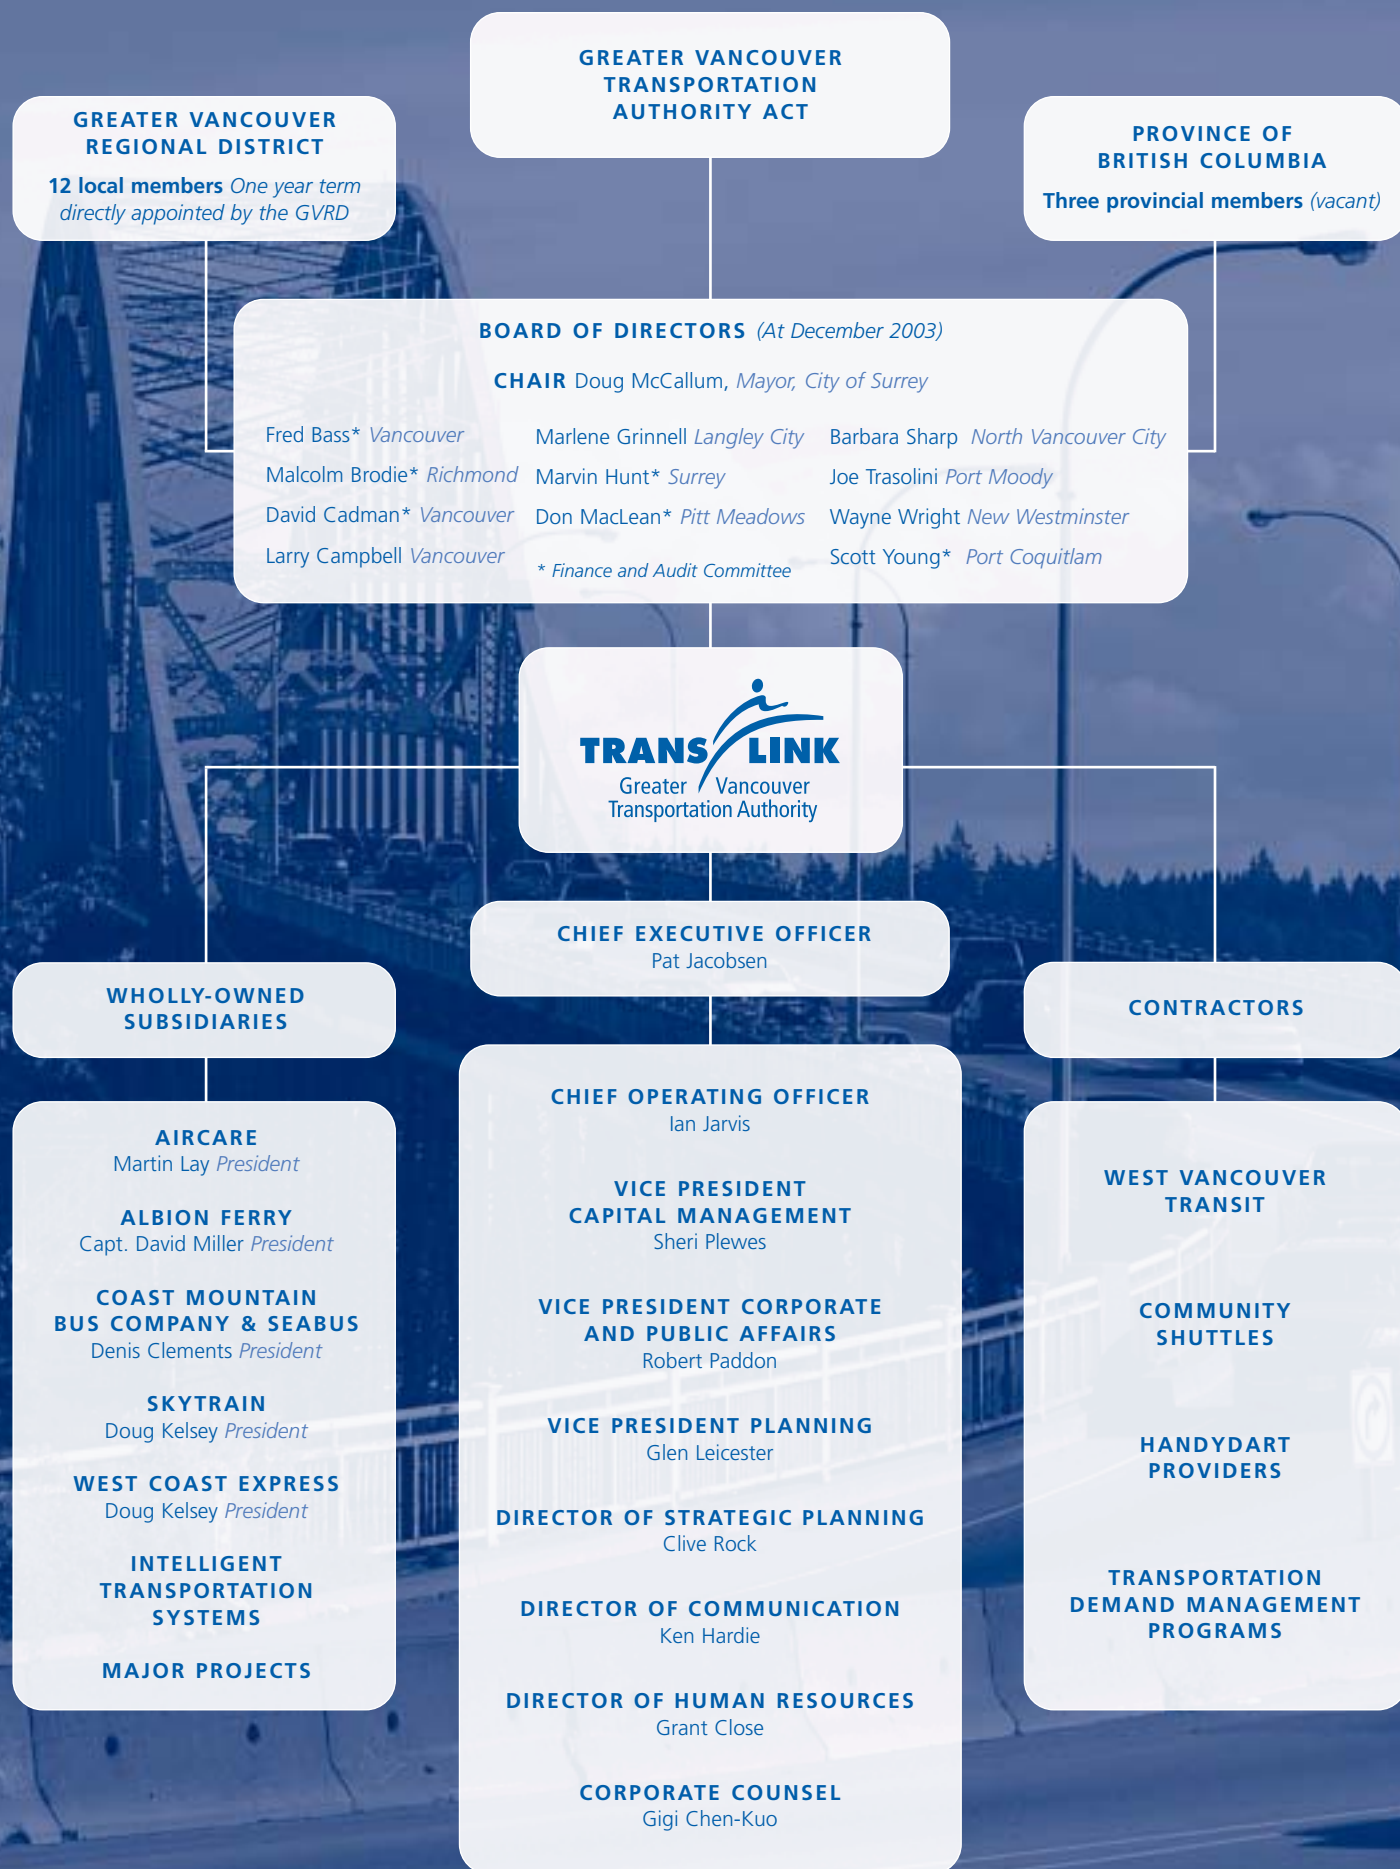 GREATER VANCOUVER
TRANSPORTATION
AUTHORITY ACT
GREATER VANCOUVER
REGIONAL DISTRICT
12 local members One year term
directly appointed by the GVRD
PROVINCE OF
BRITISH COLUMBIA
Three provincial members (vacant)
BOARD OF DIRECTORS (At December 2003)
CHAIR Doug McCallum, Mayor, City of Surrey
Fred Bass* Vancouver
Malcolm Brodie* Richmond
David Cadman* Vancouver
Larry Campbell Vancouver
Marlene Grinnell Langley City
Marvin Hunt* Surrey
Don MacLean* Pitt Meadows
* Finance and Audit Committee
Barbara Sharp North Vancouver City
Joe Trasolini Port Moody
Wayne Wright New Westminster
Scott Young* Port Coquitlam
TRANS LINK
Greater Vancouver
Transportation Authority
CHIEF EXECUTIVE OFFICER
Pat Jacobsen
WHOLLY-OWNED
SUBSIDIARIES
AIRCARE
Martin Lay President
ALBION FERRY
Capt. David Miller President
COAST MOUNTAIN
BUS COMPANY & SEABUS
Denis Clements President
SKYTRAIN
Doug Kelsey President
WEST COAST EXPRESS
Doug Kelsey President
INTELLIGENT
TRANSPORTATION
SYSTEMS
MAJOR PROJECTS
CHIEF OPERATING OFFICER
Ian Jarvis
VICE PRESIDENT
CAPITAL MANAGEMENT
Sheri Plewes
VICE PRESIDENT CORPORATE
AND PUBLIC AFFAIRS
Robert Paddon
VICE PRESIDENT PLANNING
Glen Leicester
DIRECTOR OF STRATEGIC PLANNING
Clive Rock
DIRECTOR OF COMMUNICATION
Ken Hardie
DIRECTOR OF HUMAN RESOURCES
Grant Close
CORPORATE COUNSEL
Gigi Chen-Kuo
CONTRACTORS
WEST VANCOUVER
TRANSIT
COMMUNITY
SHUTTLES
HANDYDART
PROVIDERS
TRANSPORTATION
DEMAND MANAGEMENT
PROGRAMS